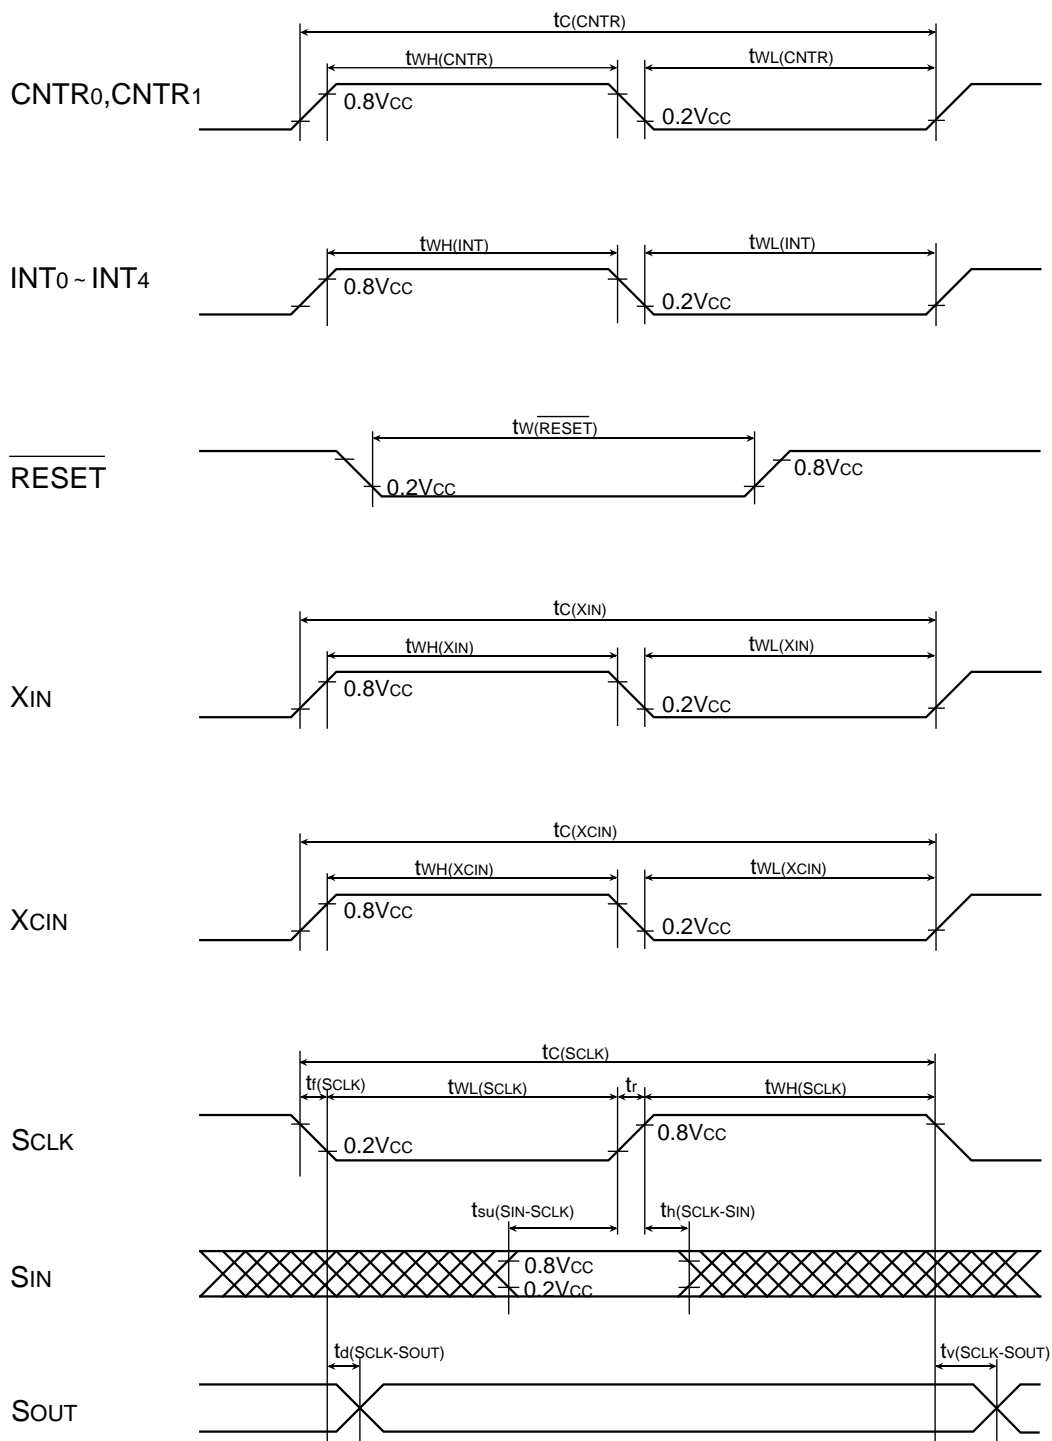 tC(CNTR)
tWH(CNTR) tWL(CNTR)
CNTR0,CNTR1
0.8VCC
0.2VCC
tWH(INT) tWL(INT)
INT0 ~ INT4
0.8VCC
0.2VCC
tW(RESET)
RESET
0.8VCC
0.2VCC
tC(XIN)
tWH(XIN) tWL(XIN)
XIN
0.8VCC
0.2VCC
tC(XCIN)
tWH(XCIN) tWL(XCIN)
XCIN
0.8VCC
0.2VCC
tC(SCLK)
tf(SCLK) tWL(SCLK) tr tWH(SCLK)
SCLK
0.2VCC 0.8VCC
tsu(SIN-SCLK) th(SCLK-SIN)
SIN
0.8VCC
0.2VCC
td(SCLK-SOUT) tv(SCLK-SOUT)
SOUT